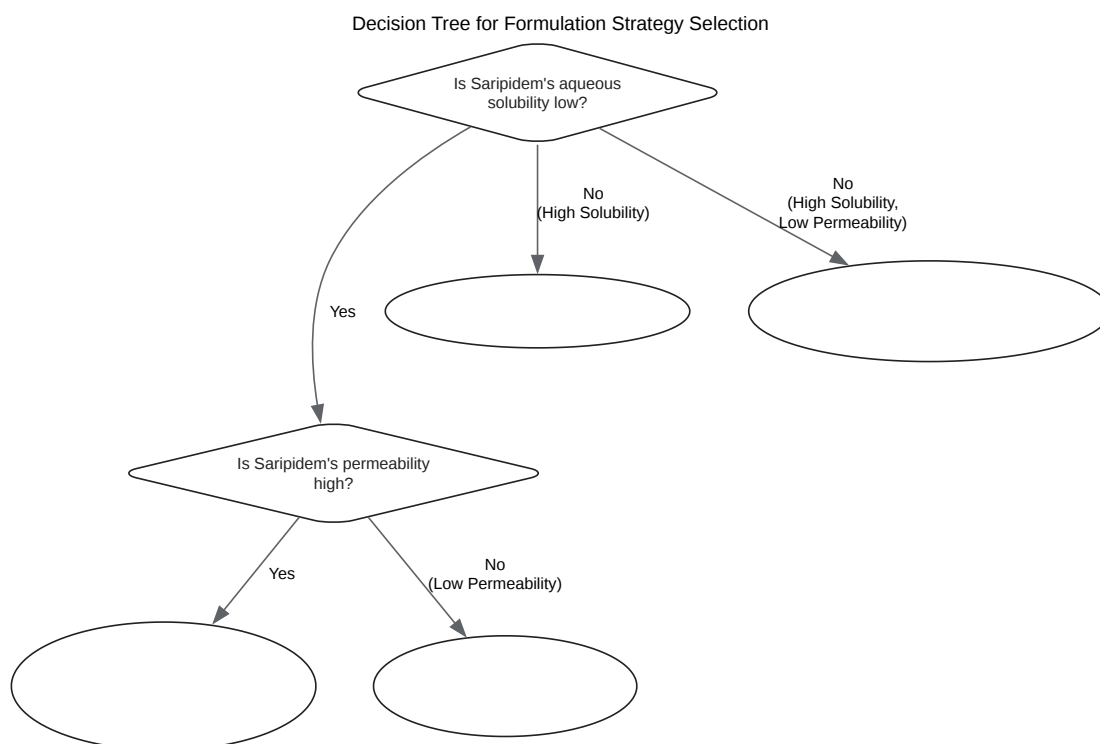 Decision Tree for Formulation Strategy Selection
Is Saripidem's aqueous
solubility low?
No
(High Solubility)
No
(High Solubility,
Low Permeability)
Yes
Is Saripidem's permeability
high?
Yes
No
(Low Permeability)